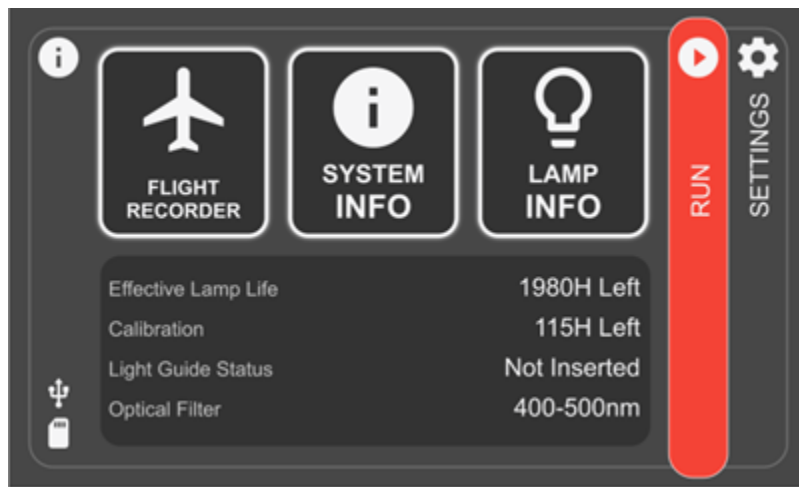 FLIGHT
RECORDER
SYSTEM
INFO
LAMP
INFO
Effective Lamp Life 1980H Left
Calibration 115H Left
Light Guide Status Not Inserted
Optical Filter 400-500nm
RUN
SETTINGS